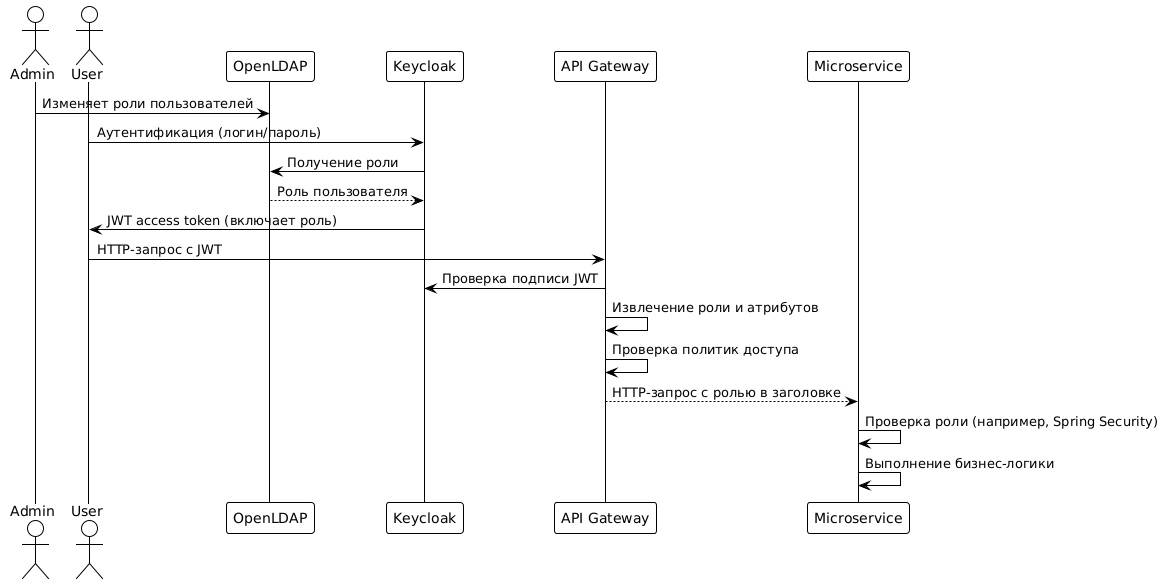 Admin
User
OpenLDAP
Keycloak
API Gateway
Microservice
Изменяет роли пользователей
Аутентификация (логин/пароль)
Получение роли
Роль пользователя
JWT access token (включает роль)
HTTP-запрос с JWT
Проверка подписи JWT
Извлечение роли и атрибутов
Проверка политик доступа
HTTP-запрос с ролью в заголовке
Проверка роли (например, Spring Security)
Выполнение бизнес-логики
Admin
User
OpenLDAP
Keycloak
API Gateway
Microservice